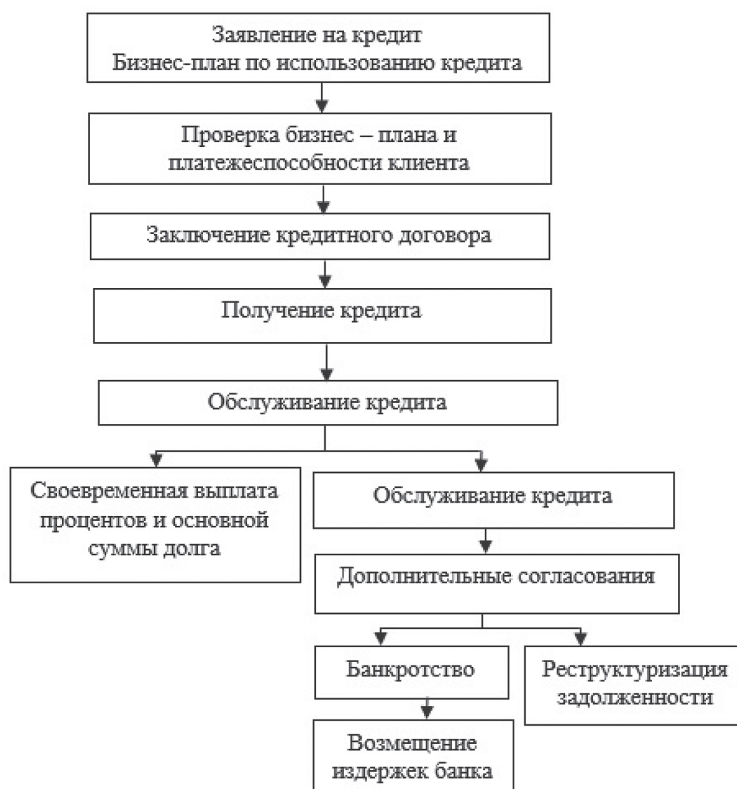 Заявление на кредит
Бизнес-план по использованию кредита
Проверка бизнес – плана и
платежеспособности клиента
Заключение кредитного договора
Получение кредита
Обслуживание кредита
Своевременная выплата
процентов и основной
суммы долга
Обслуживание кредита
Дополнительные согласования
Банкротство
Реструктуризация
задолженности
Возмещение
издержек банка